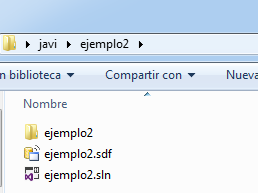 javi ejemplo2
n biblioteca Compartir con Nueva
Nombre
ejemplo2
ejemplo2.sdf
ejemplo2.sln